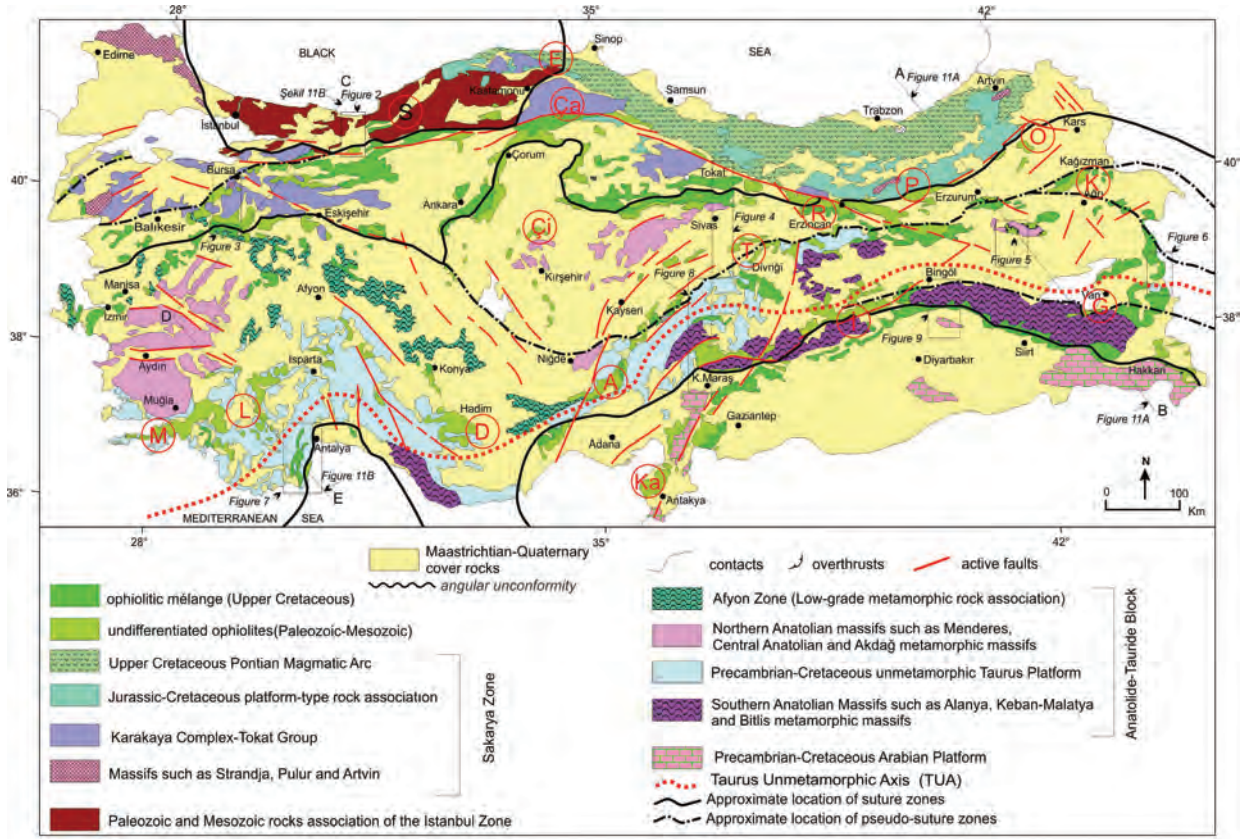 28°
35°
42°
BLACK
SEA
Sinop
Edirne
E
C
Şekil 11B
Figure 2
Kastamonu
A
Figure 11A
Artvin
S
Ca
Samsun
Trabzon
İstanbul
O
Kars
Çorum
Kağızman
40°
40°
Bursa
Tokat
P
K
Ağrı
Ankara
R
Erzurum
Eskişehir
Sivas
Figure 4
Erzincan
Balıkesir
Çi
Figure 3
T
Figure 6
Divriği
Figure 5
Kırşehir
Figure 8
Bingöl
Manisa
Afyon
Van
İzmir
Kayseri
G
38°
D
38°
Figure 9
Isparta
Niğde
Siirt
Aydın
Konya
Diyarbakır
Hakkari
A
K.Maraş
Muğla
L
Hadim
B
Figure 11A
M
D
Gaziantep
Antalya
Adana
N
Ka
36°
Figure 11B
Antakya
36°
Figure 7
E
0 100
Km
MEDITERRANEAN SEA
28°
35°
42°
Maastrichtian-Quaternary
cover rocks
angular unconformity
contacts
overthrusts
active faults
ophiolitic mélange (Upper Cretaceous)
undifferentiated ophiolites(Paleozoic-Mesozoic)
Upper Cretaceous Pontian Magmatic Arc
Jurassic-Cretaceous platform-type rock association
Karakaya Complex-Tokat Group
Massifs such as Strandja, Pulur and Artvin
Sakarya Zone
Paleozoic and Mesozoic rocks association of the İstanbul Zone
Afyon Zone (Low-grade metamorphic rock association)
Northern Anatolian massifs such as Menderes,
Central Anatolian and Akdağ metamorphic massifs
Precambrian-Cretaceous unmetamorphic Taurus Platform
Southern Anatolian Massifs such as Alanya, Keban-Malatya
and Bitlis metamorphic massifs
Anatolide-Tauride Block
Precambrian-Cretaceous Arabian Platform
Taurus Unmetamorphic Axis (TUA)
Approximate location of suture zones
Approximate location of pseudo-suture zones